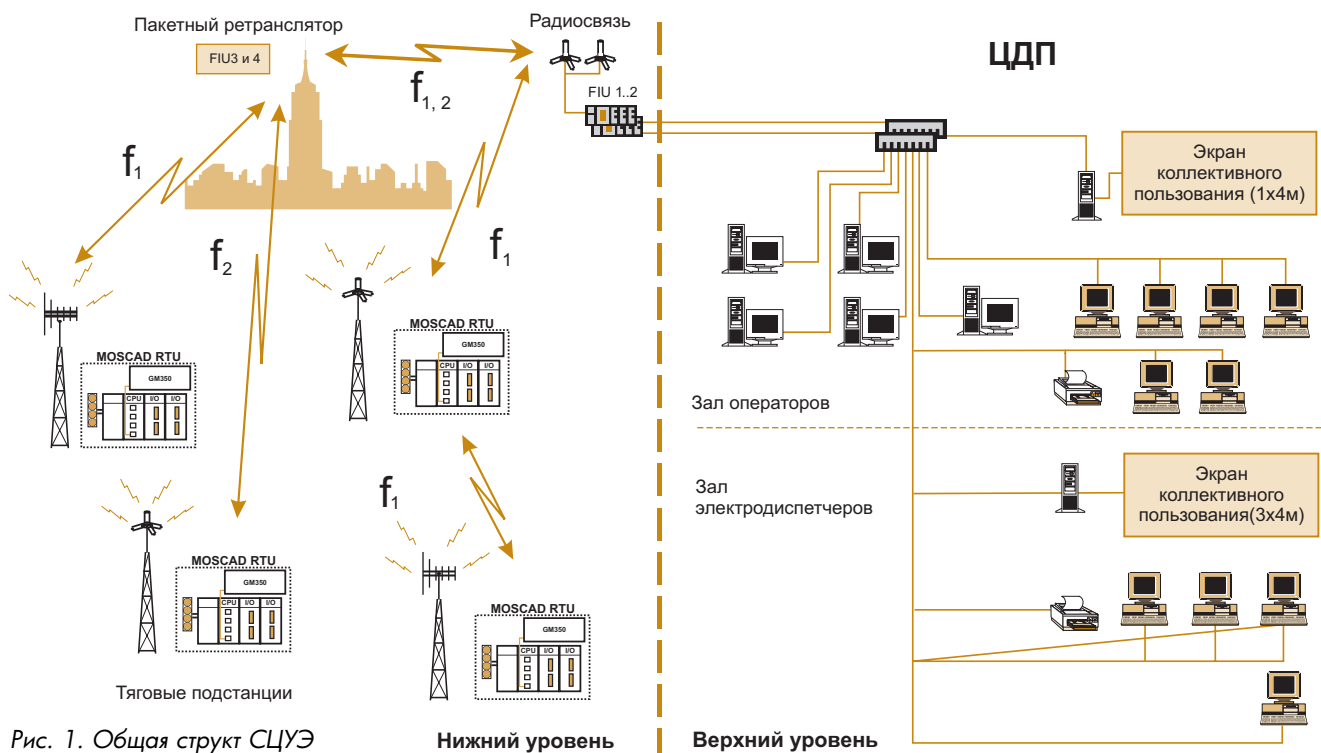 Пакетный ретранслятор
FIU3 и 4
Радиосвязь
FIU 1..2
f1, 2
f1
f2
f1
ЦДП
Экран
коллективного
пользования (1х4м)
MOSCAD RTU
GM350
CPU I/O I/O
MOSCAD RTU
GM350
CPU I/O I/O
Зал операторов
Зал
электродиспетчеров
Экран
коллективного
пользования(3х4м)
f1
MOSCAD RTU
GM350
CPU I/O I/O
MOSCAD RTU
GM350
CPU I/O I/O
Тяговые подстанции
Рис. 1. Общая структ СЦУЭ
Нижний уровень
Верхний уровень